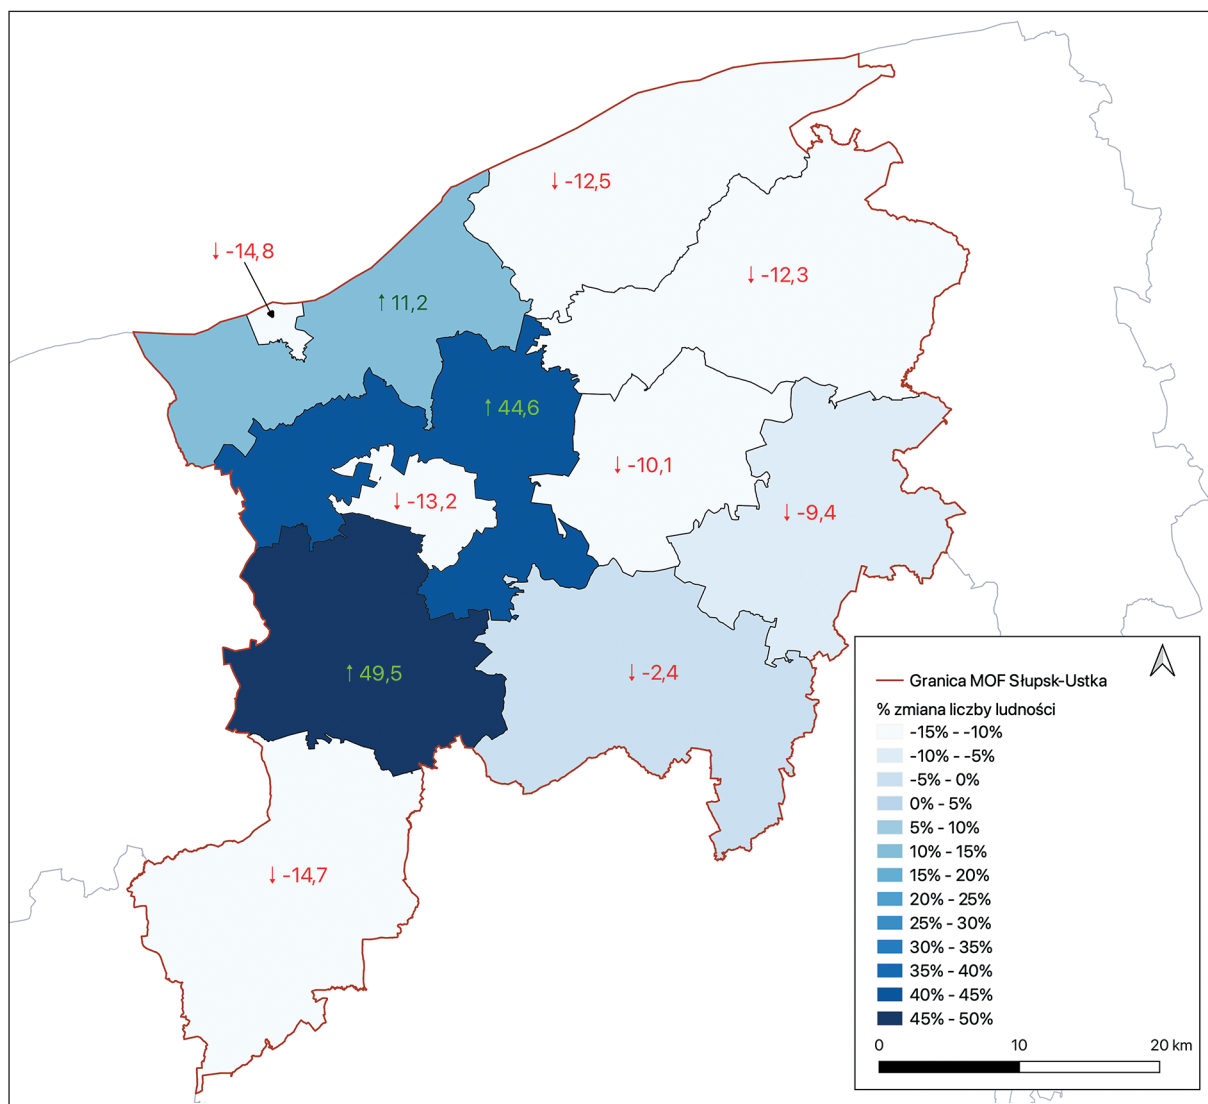 ↓ -12,5
↓ -14,8
↓ -12,3
↑ 11,2
↑ 44,6
↓ -10,1
↓ -13,2
↓ -9,4
↑ 49,5
↓ -2,4
↓ -14,7
Granica MOF Słupsk-Ustka
% zmiana liczby ludności
-15% - -10%
-10% - -5%
-5% - 0%
0% - 5%
5% - 10%
10% - 15%
15% - 20%
20% - 25%
25% - 30%
30% - 35%
35% - 40%
40% - 45%
45% - 50%
0 10 20 km